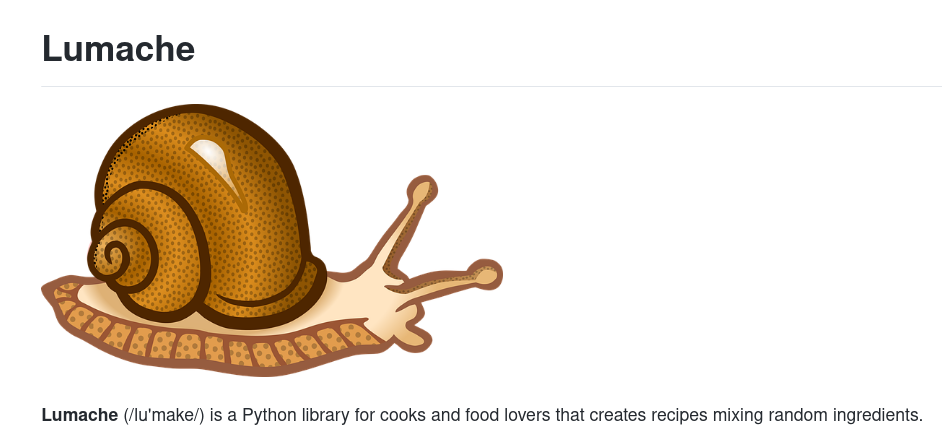 Lumache
Lumache (/lu'make/) is a Python library for cooks and food lovers that creates recipes mixing random ingredients.